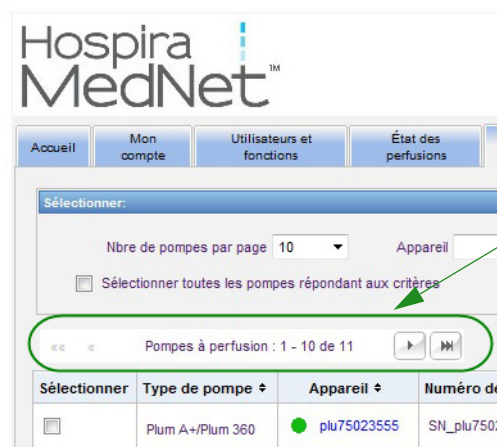 Hospira
MedNet™
Accueil
Mon compte
Utilisateurs et fonctions
État des perfusions
Sélectionner:
Nbre de pompes par page 10 Appareil
Sélectionner toutes les pompes répondant aux critères
«« « Pompes à perfusion : 1 - 10 de 11
Sélectionner Type de pompe Appareil Numéro de
Plum A+/Plum 360 plu75023555 SN_plu7502